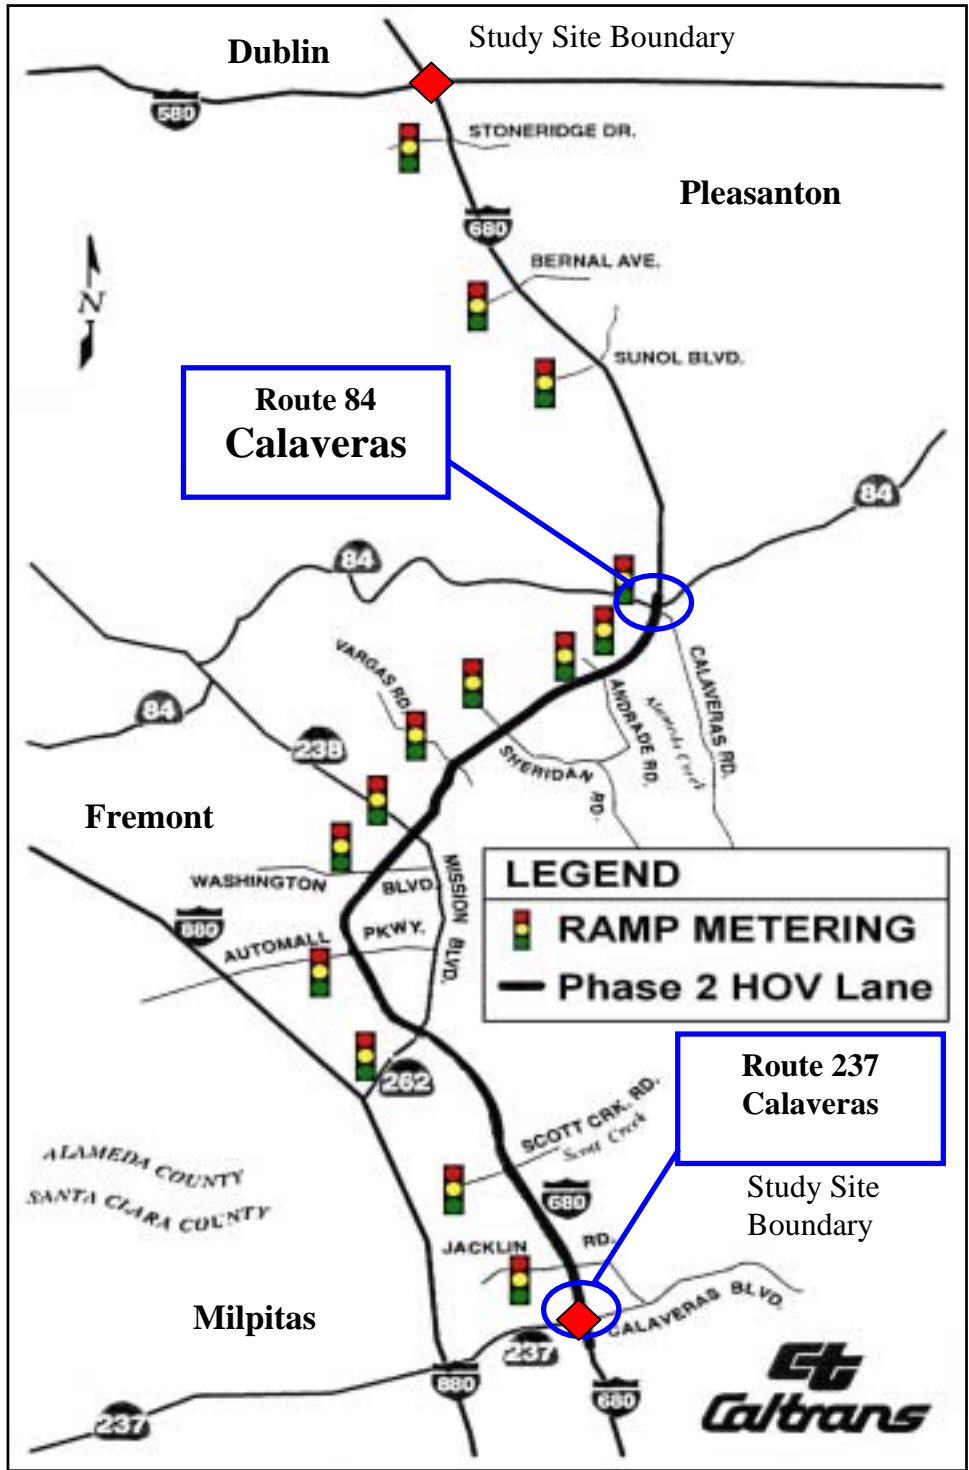 Dublin
Study Site Boundary
580
STONERIDGE DR.
Pleasanton
680
BERNAL AVE.
N
SUNOL BLVD.
Route 84
Calaveras
84
84
VARGAS RD.
CALAVERAS RD.
ANDRADE RD.
Alameda Creek
84
238
SHERIDAN RD.
Fremont
MISSION BLVD.
WASHINGTON BLVD.
LEGEND
RAMP METERING
Phase 2 HOV Lane
880
AUTOMALL PKWY.
262
Route 237
Calaveras
SCOTT CRK. RD.
Scott Creek
ALAMEDA COUNTY
SANTA CLARA COUNTY
680
Study Site
Boundary
JACKLIN RD.
Milpitas
CALAVERAS BLVD.
237
880
680
237
Ct
Caltrans